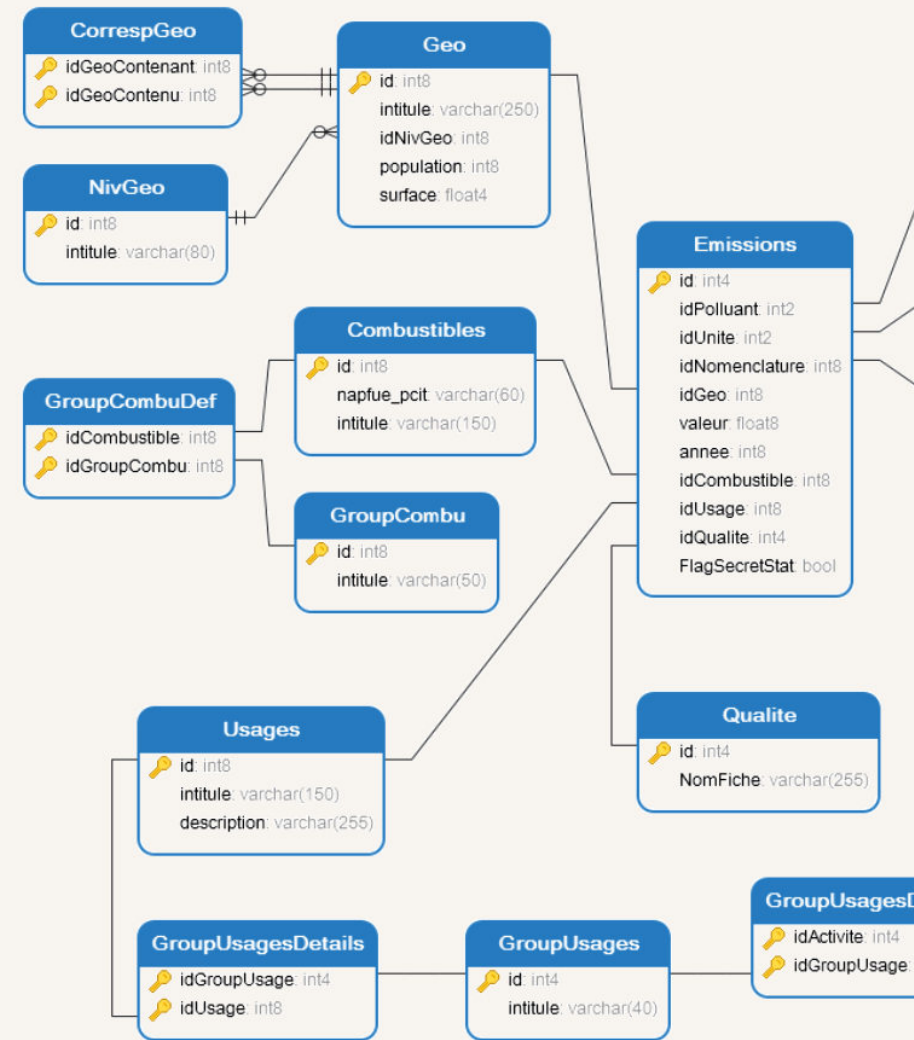 CorrespGeo
idGeoContenant: int8
idGeoContenu: int8
Geo
id: int8
intitule: varchar(250)
idNivGeo: int8
population: int8
surface: float4
NivGeo
id: int8
intitule: varchar(80)
Emissions
id: int4
idPolluant: int2
idUnite: int2
idNomenclature: int8
idGeo: int8
valeur: float8
annee: int8
idCombustible: int8
idUsage: int8
idQualite: int4
FlagSecretStat: bool
Combustibles
id: int8
napfue_pcit: varchar(60)
intitule: varchar(150)
GroupCombuDef
idCombustible: int8
idGroupCombu: int8
GroupCombu
id: int8
intitule: varchar(50)
Usages
id: int8
intitule: varchar(150)
description: varchar(255)
Qualite
id: int4
NomFiche: varchar(255)
GroupUsagesDetails
idGroupUsage: int4
idUsage: int8
GroupUsages
id: int4
intitule: varchar(40)
GroupUsagesD
idActivite: int4
idGroupUsage: